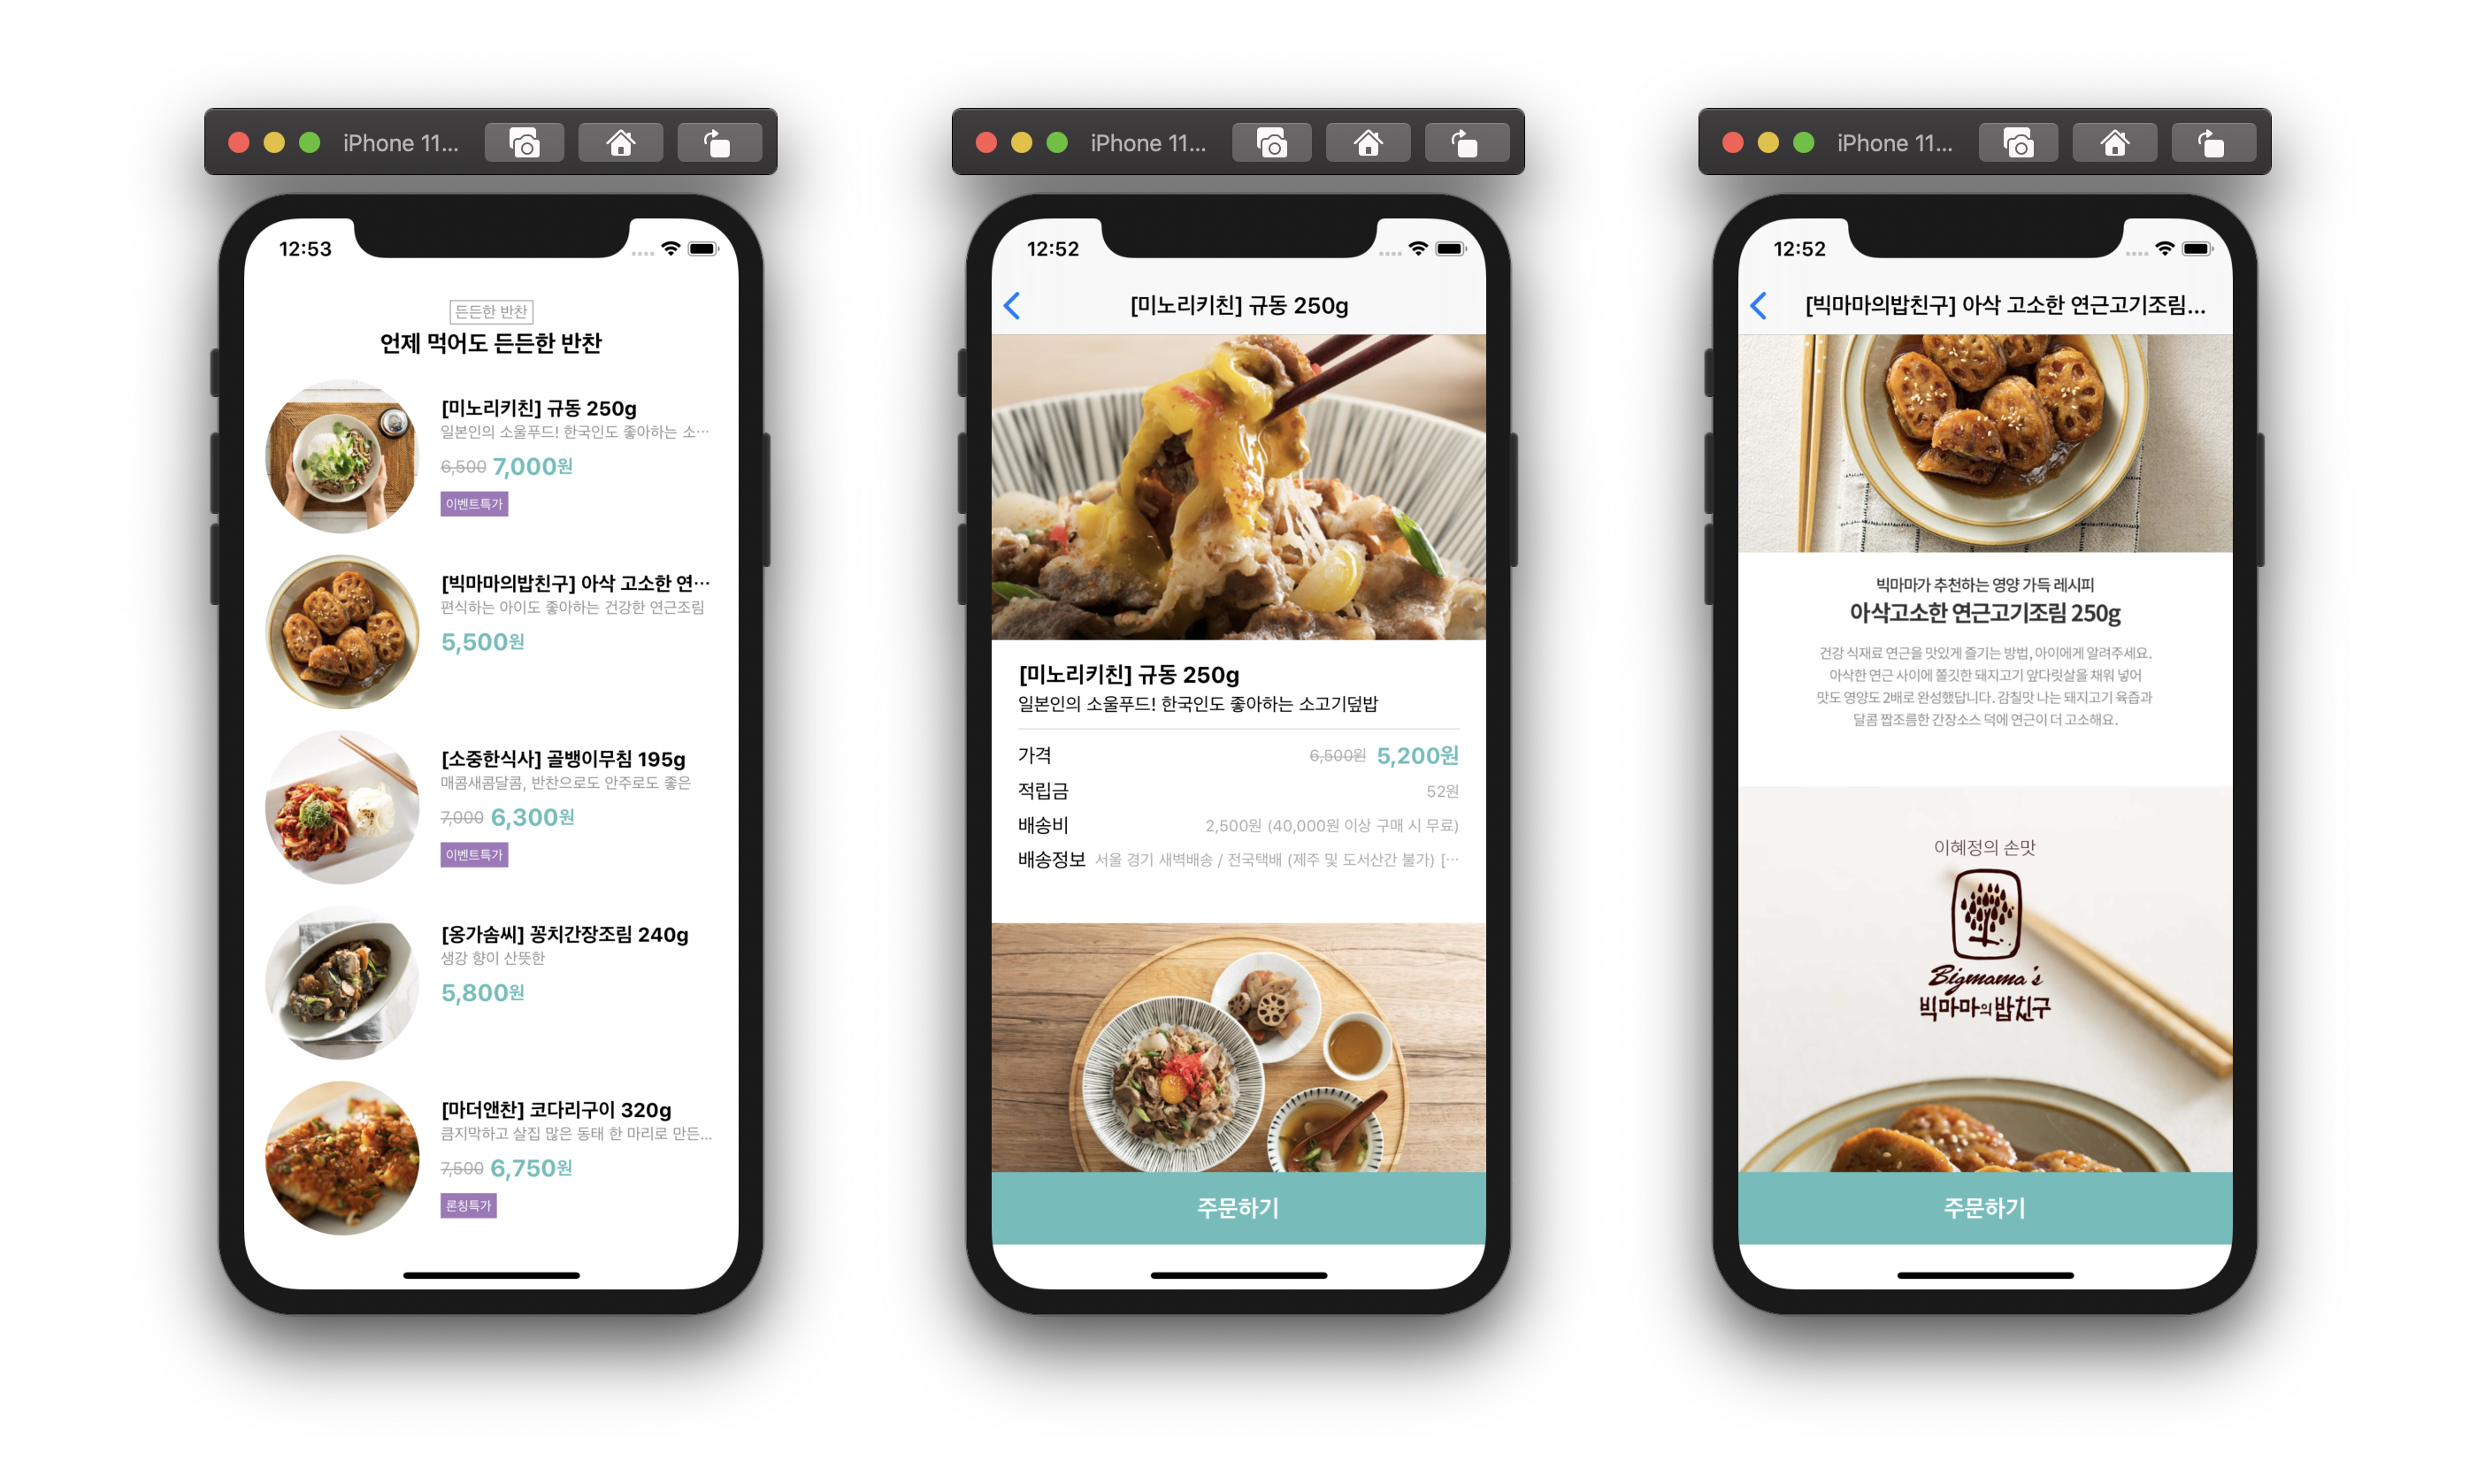 iPhone 11...
12:53
든든한 반찬
언제 먹어도 든든한 반찬
[미노리키친] 규동 250g
일본인의 소울푸드! 한국인도 좋아하는 소…
6,500 7,000원
이벤트특가
[빅마마의밥친구] 아삭 고소한 연…
편식하는 아이도 좋아하는 건강한 연근조림
5,500원
[소중한식사] 골뱅이무침 195g
매콤새콤달콤, 반찬으로도 안주로도 좋은
7,000 6,300원
이벤트특가
[옹가솜씨] 꽁치간장조림 240g
생강 향이 산뜻한
5,800원
[마더앤찬] 코다리구이 320g
큼지막하고 살집 많은 동태 한 마리로 만든...
7,500 6,750원
론칭특가
iPhone 11...
12:52
[미노리키친] 규동 250g
[미노리키친] 규동 250g
일본인의 소울푸드! 한국인도 좋아하는 소고기덮밥
가격 6,500원 5,200원
적립금 52원
배송비 2,500원 (40,000원 이상 구매 시 무료)
배송정보 서울 경기 새벽배송 / 전국택배 (제주 및 도서산간 불가) […
주문하기
iPhone 11...
12:52
[빅마마의밥친구] 아삭 고소한 연근고기조림...
빅마마가 추천하는 영양 가득 레시피
아삭고소한 연근고기조림 250g
건강 식재료 연근을 맛있게 즐기는 방법, 아이에게 알려주세요.
아삭한 연근 사이에 쫄깃한 돼지고기 앞다릿살을 채워 넣어
맛도 영양도 2배로 완성했답니다. 감칠맛 나는 돼지고기 육즙과
달콤 짭조름한 간장소스 덕에 연근이 더 고소해요.
이혜정의 손맛
Bigmama's
빅마마의밥친구
주문하기